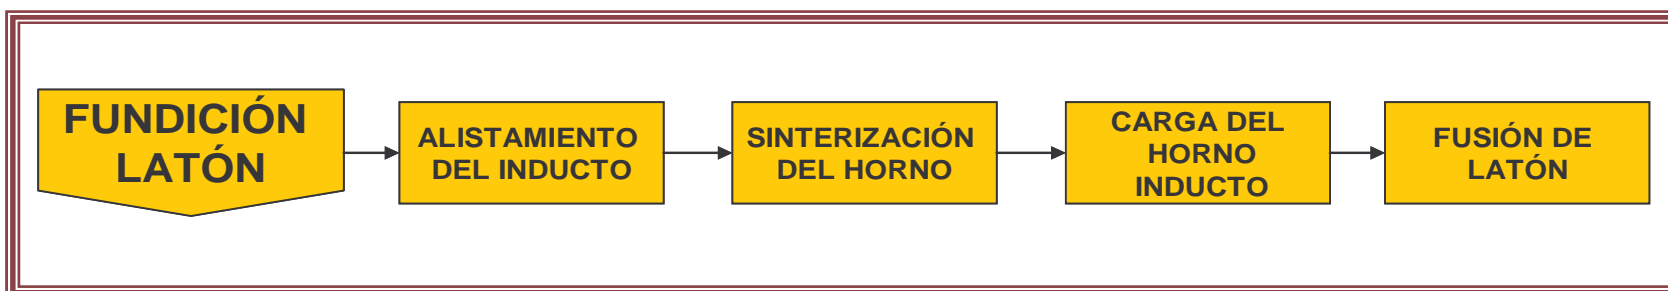 FUNDICIÓN
LATÓN
ALISTAMIENTO
DEL INDUCTO
SINTERIZACIÓN
DEL HORNO
CARGA DEL
HORNO
INDUCTO
FUSIÓN DE
LATÓN